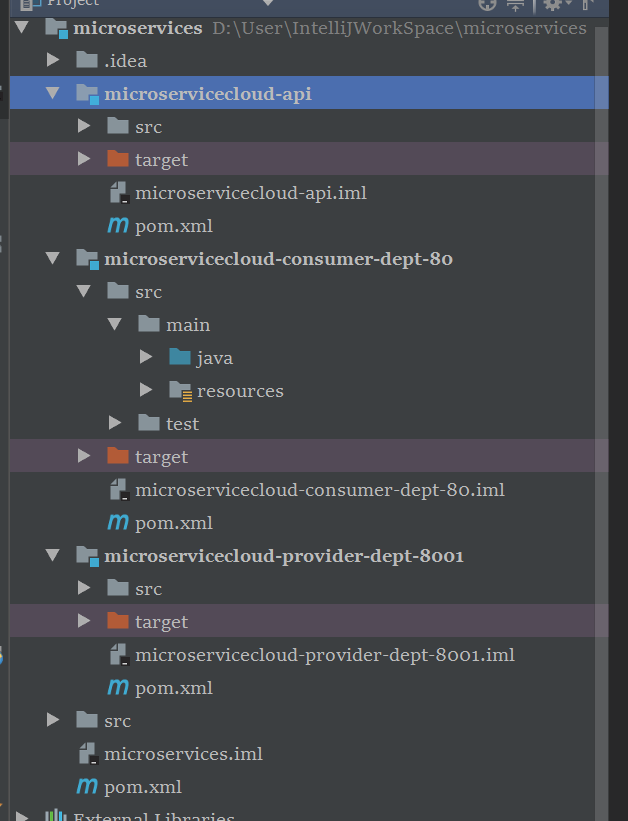 Project
microservices D:\User\IntelliJWorkSpace\microservices
.idea
microservicecloud-api
src
target
microservicecloud-api.iml
pom.xml
microservicecloud-consumer-dept-80
src
main
java
resources
test
target
microservicecloud-consumer-dept-80.iml
pom.xml
microservicecloud-provider-dept-8001
src
target
microservicecloud-provider-dept-8001.iml
pom.xml
src
microservices.iml
pom.xml
External Libraries